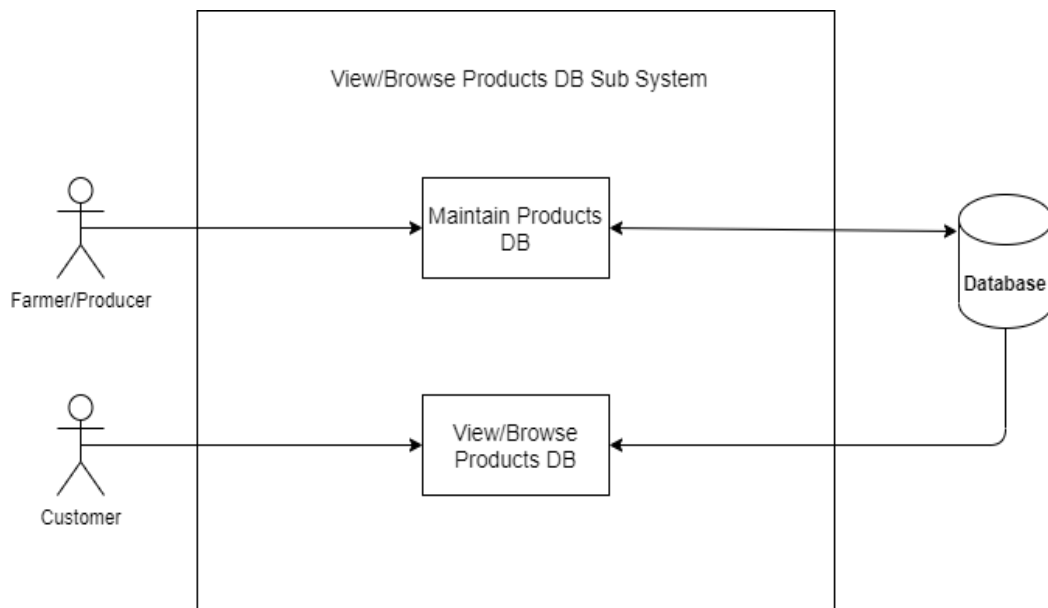 View/Browse Products DB Sub System
Maintain Products
DB
Farmer/Producer
Database
View/Browse
Products DB
Customer